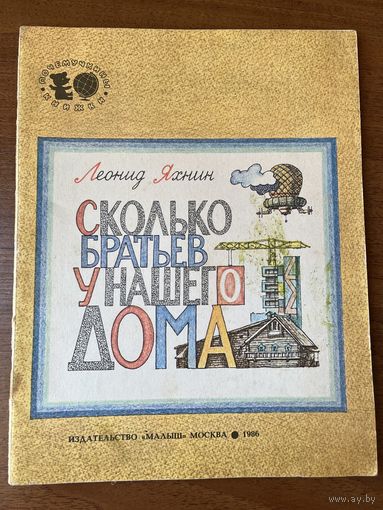 ПОЧЕМУЧКИНЫ
КНИЖКИ
Леонид Яхнин
СКОЛЬКО
БРАТЬЕВ
У НАШЕГО
ДОМА
ИЗДАТЕЛЬСТВО «МАЛЫШ» МОСКВА ● 1986
www.ay.by